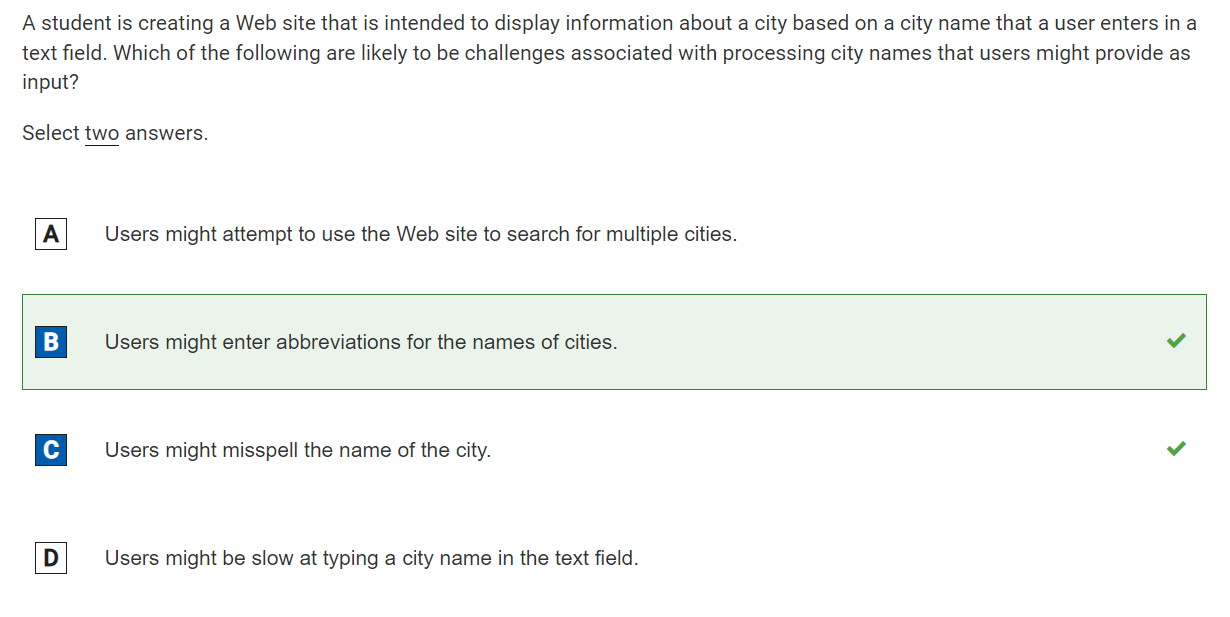 A student is creating a Web site that is intended to display information about a city based on a city name that a user enters in a
text field. Which of the following are likely to be challenges associated with processing city names that users might provide as
input?
Select two answers.
A Users might attempt to use the Web site to search for multiple cities.
B Users might enter abbreviations for the names of cities.
C Users might misspell the name of the city.
D Users might be slow at typing a city name in the text field.